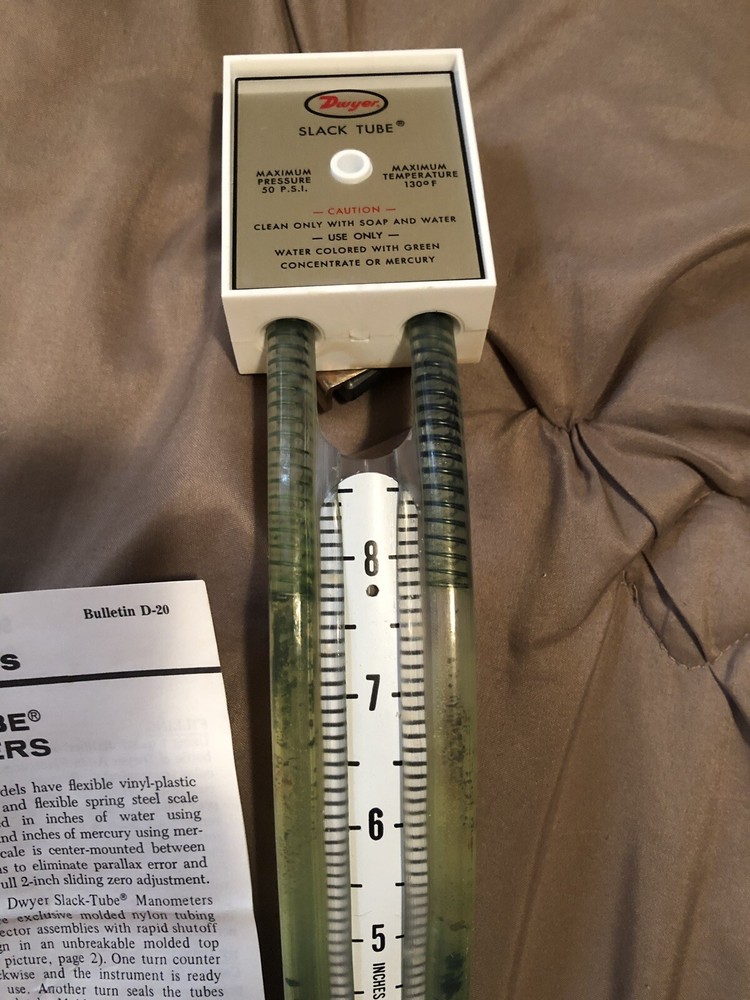 Dwyer.
SLACK TUBE®
MAXIMUM
PRESSURE
50 P.S.I.
MAXIMUM
TEMPERATURE
130°F
— CAUTION —
CLEAN ONLY WITH SOAP AND WATER
— USE ONLY —
WATER COLORED WITH GREEN
CONCENTRATE OR MERCURY
8
7
6
5
INCHES
Bulletin D-20
S
BE®
ERS
dels have flexible vinyl-plastic
and flexible spring steel scale
d in inches of water using
nd inches of mercury using mer-
cale is center-mounted between
s to eliminate parallax error and
ull 2-inch sliding zero adjustment.
Dwyer Slack-Tube® Manometers
e exclusive molded nylon tubing
ector assemblies with rapid shutoff
gn in an unbreakable molded top
picture, page 2). One turn counter
ckwise and the instrument is ready
use. Another turn seals the tubes